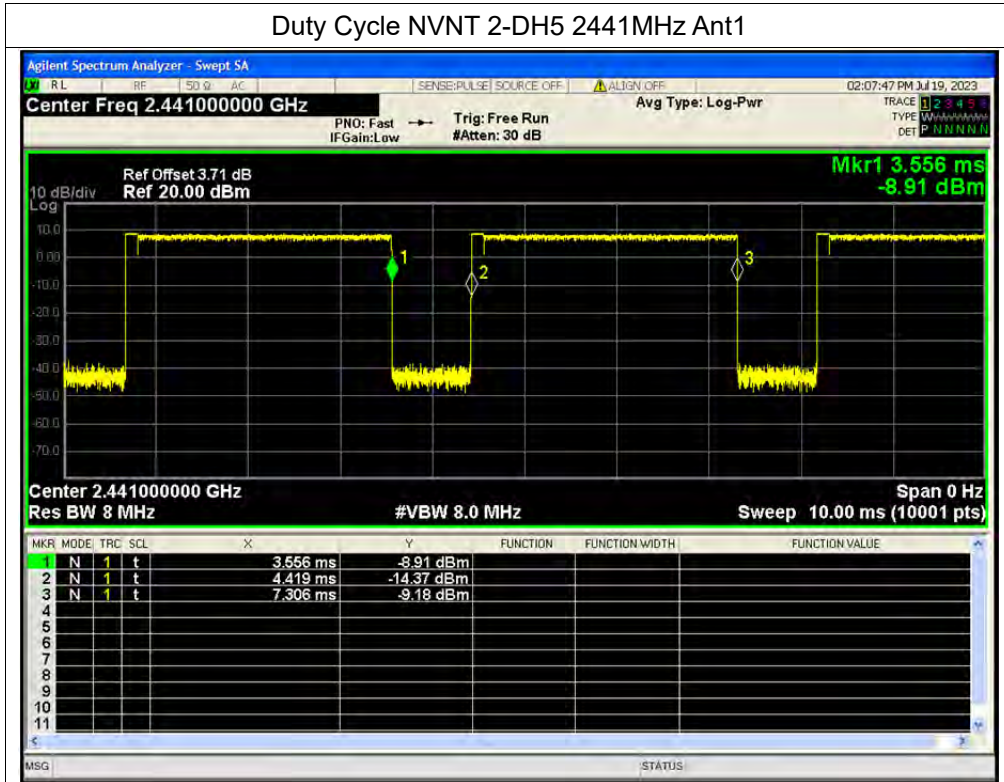 Duty Cycle NVNT 2-DH5 2441MHz Ant1
Agilent Spectrum Analyzer - Swept SA
RL RF 50 Ω AC SENSE:PULSE SOURCE OFF ALIGN OFF 02:07:47 PM Jul 19, 2023
Center Freq 2.441000000 GHz Avg Type: Log-Pwr TRACE 1 2 3 4 5 6
PNO: Fast Trig: Free Run TYPE W
IFGain:Low #Atten: 30 dB DET P N N N N N
Mkr1 3.556 ms
Ref Offset 3.71 dB
10 dB/div Ref 20.00 dBm -8.91 dBm
Log
10.0
0.00
-10.0
-20.0
-30.0
-40.0
-50.0
-60.0
-70.0
1
2
3
Center 2.441000000 GHz Span 0 Hz
Res BW 8 MHz #VBW 8.0 MHz Sweep 10.00 ms (10001 pts)
MKR MODE TRC SCL X Y FUNCTION FUNCTION WIDTH FUNCTION VALUE
1 N 1 t 3.556 ms -8.91 dBm
2 N 1 t 4.419 ms -14.37 dBm
3 N 1 t 7.306 ms -9.18 dBm
4
5
6
7
8
9
10
11
MSG STATUS